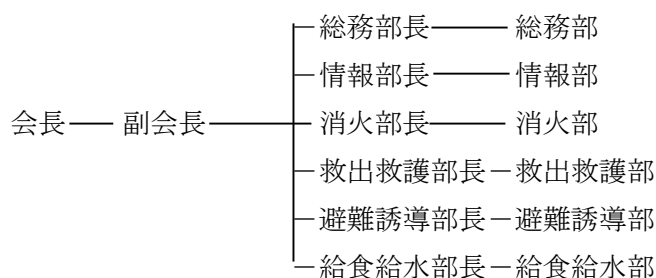 総務部長 総務部
情報部長 情報部
会長 副会長 消火部長 消火部
救出救護部長 救出救護部
避難誘導部長 避難誘導部
給食給水部長 給食給水部